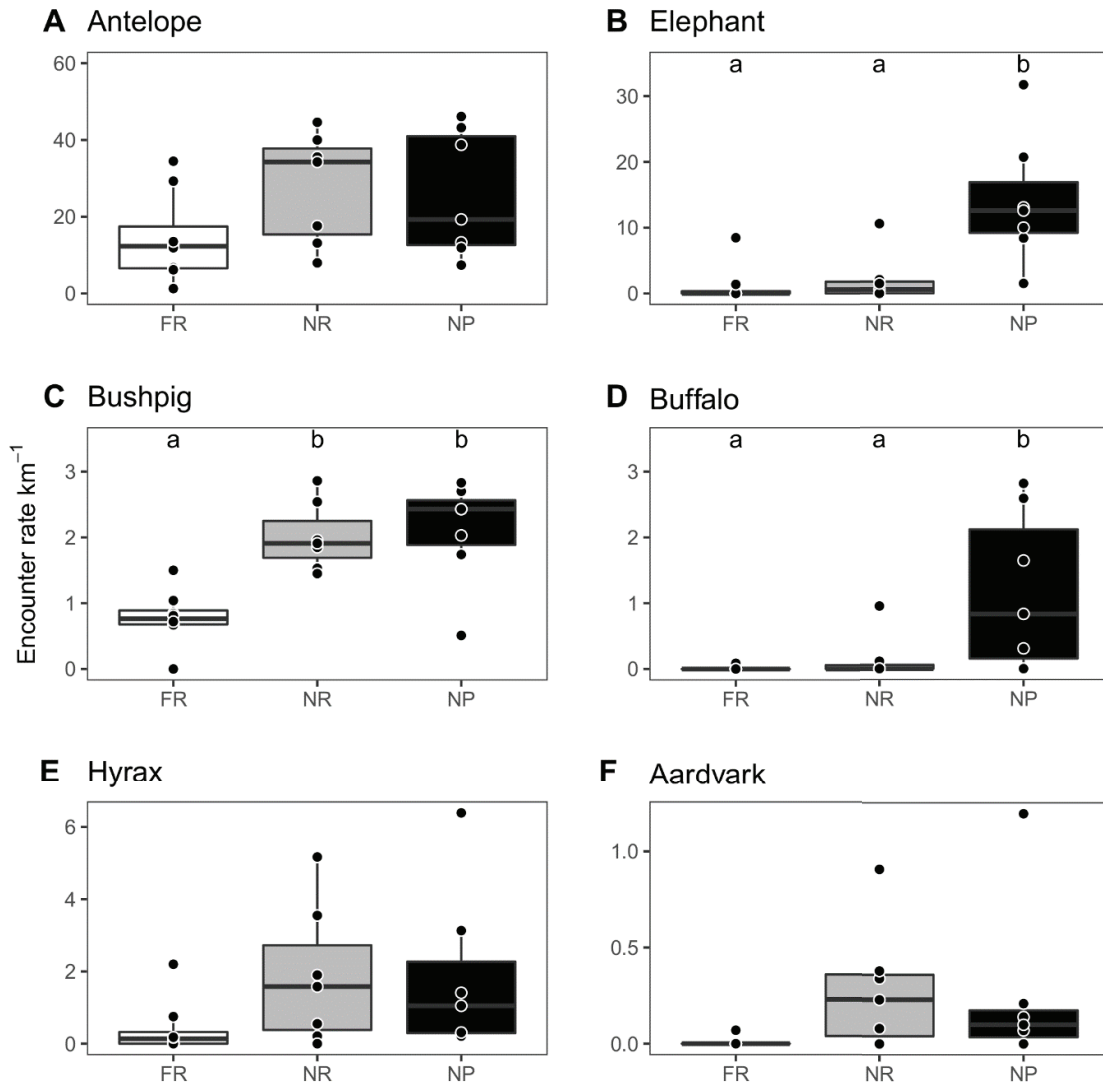 A Antelope
60
40
20
0
FR NR NP
B Elephant
a a b
30
20
10
0
FR NR NP
Encounter rate km⁻¹
C Bushpig
a b b
3
2
1
0
FR NR NP
D Buffalo
a a b
3
2
1
0
FR NR NP
E Hyrax
6
4
2
0
FR NR NP
F Aardvark
1.0
0.5
0.0
FR NR NP